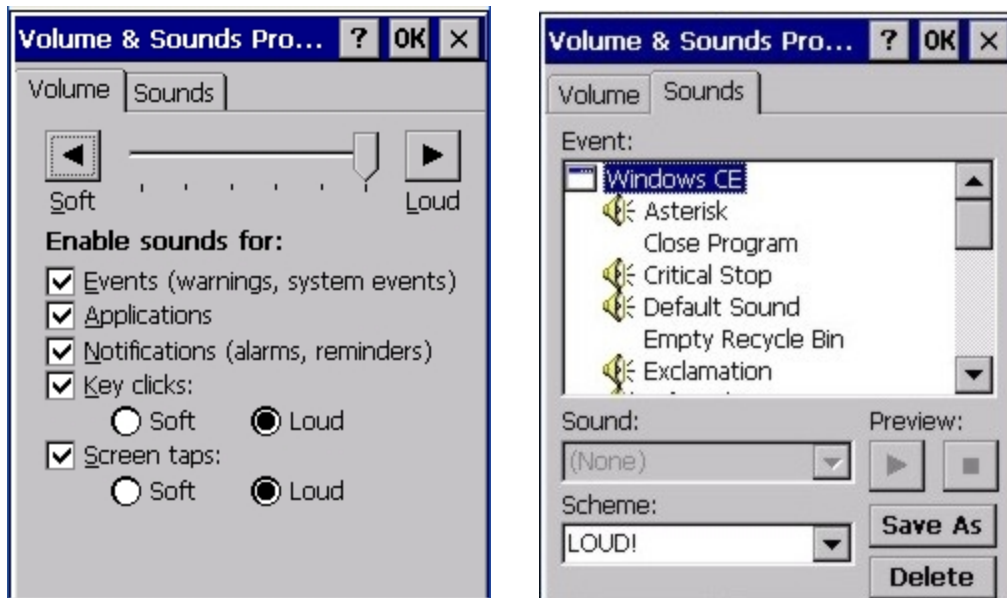 Volume & Sounds Pro... ? OK ×
Volume Sounds
Soft Loud
Enable sounds for:
Events (warnings, system events)
Applications
Notifications (alarms, reminders)
Key clicks:
Soft Loud
Screen taps:
Soft Loud
Volume & Sounds Pro... ? OK ×
Volume Sounds
Event:
Windows CE
Asterisk
Close Program
Critical Stop
Default Sound
Empty Recycle Bin
Exclamation
Sound: Preview:
(None)
Scheme:
LOUD!
Save As
Delete